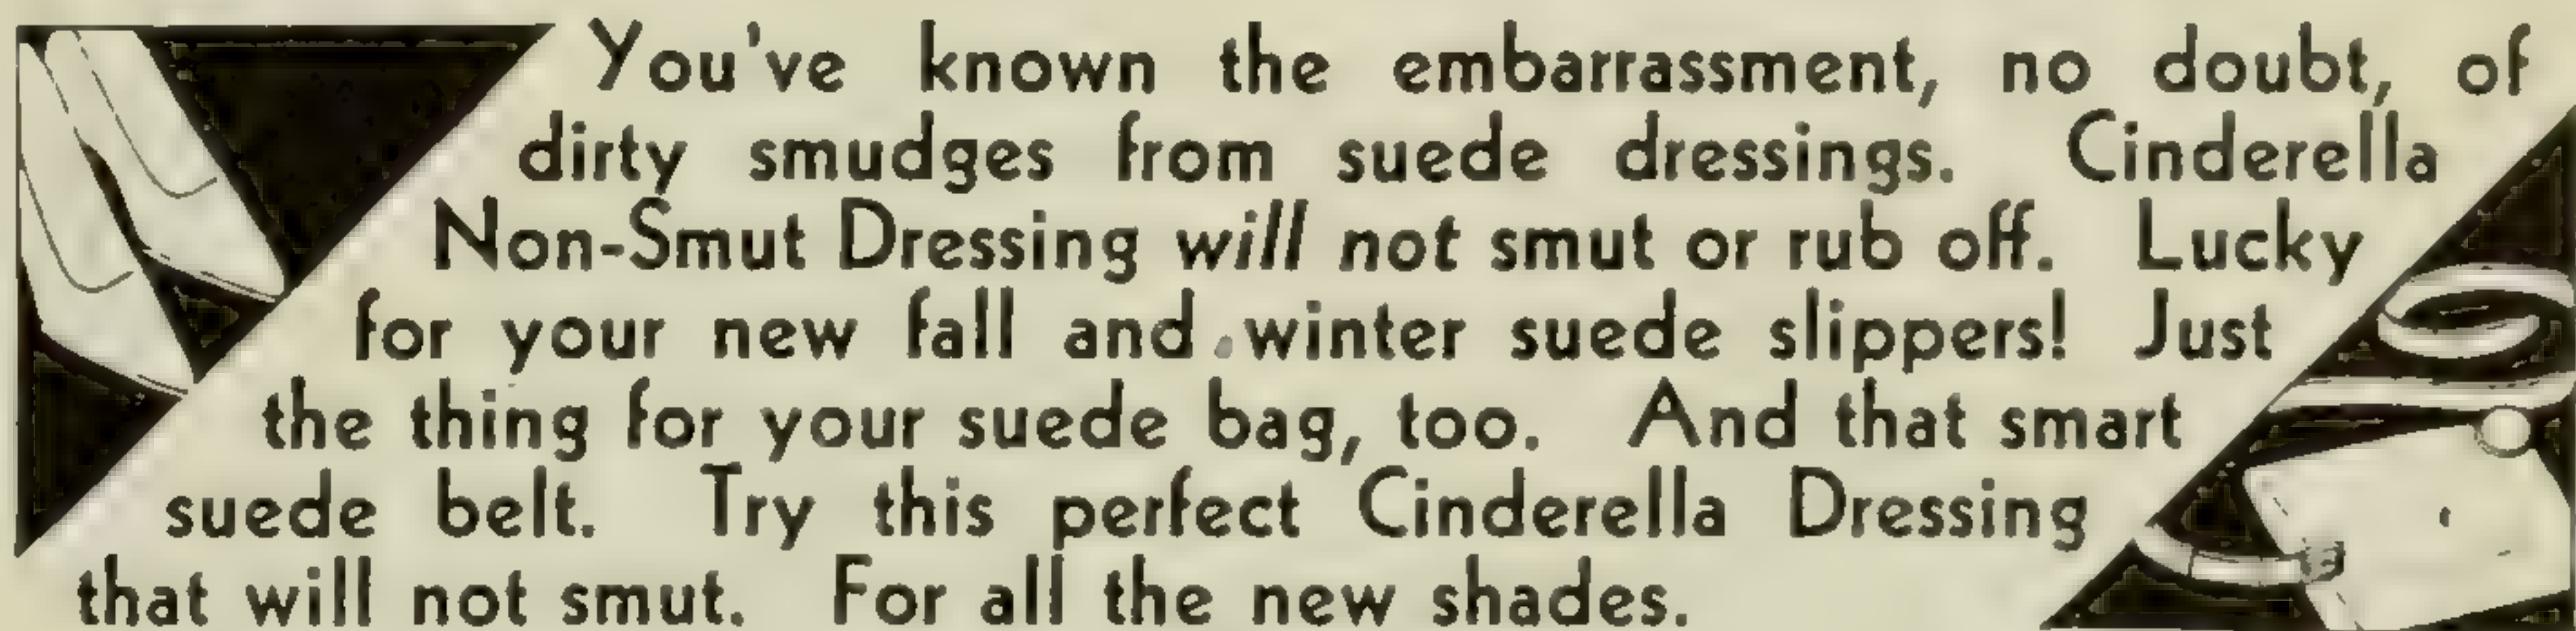 You've known the embarrassment, no doubt, of
dirty smudges from suede dressings. Cinderella
Non-Smut Dressing will not smut or rub off. Lucky
for your new fall and winter suede slippers! Just
the thing for your suede bag, too. And that smart
suede belt. Try this perfect Cinderella Dressing
that will not smut. For all the new shades.